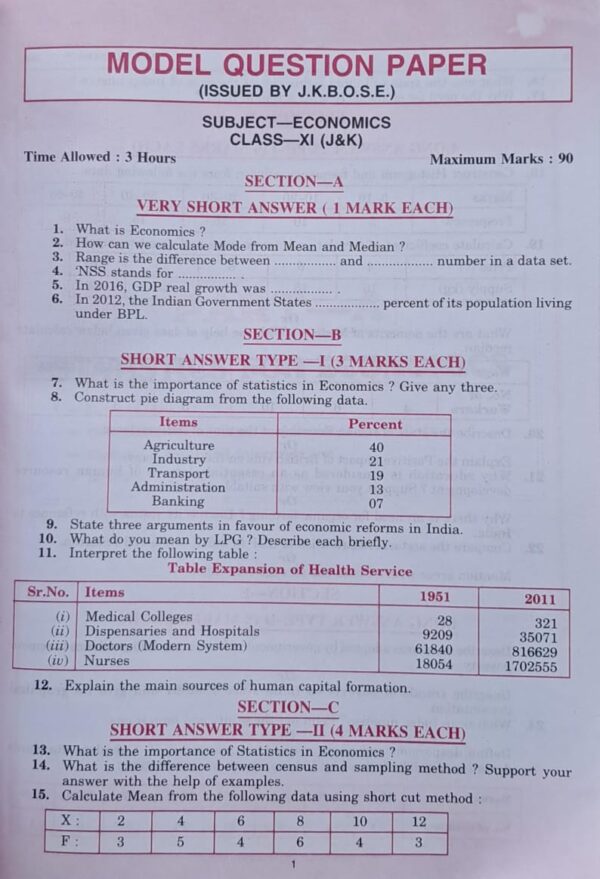 MODEL QUESTION PAPER
(ISSUED BY J.K.B.O.S.E.)
SUBJECT—ECONOMICS
CLASS—XI (J&K)
Time Allowed : 3 Hours Maximum Marks : 90
SECTION—A
VERY SHORT ANSWER ( 1 MARK EACH)
1. What is Economics ?
2. How can we calculate Mode from Mean and Median ?
3. Range is the difference between ................. and .................. number in a data set.
4. 'NSS stands for .................
5. In 2016, GDP real growth was .................. .
6. In 2012, the Indian Government States .................. percent of its population living
under BPL.
SECTION—B
SHORT ANSWER TYPE —I (3 MARKS EACH)
7. What is the importance of statistics in Economics ? Give any three.
8. Construct pie diagram from the following data.
Items Percent
Agriculture 40
Industry 21
Transport 19
Administration 13
Banking 07
9. State three arguments in favour of economic reforms in India.
10. What do you mean by LPG ? Describe each briefly.
11. Interpret the following table :
Table Expansion of Health Service
Sr.No. Items 1951 2011
(i) Medical Colleges 28 321
(ii) Dispensaries and Hospitals 9209 35071
(iii) Doctors (Modern System) 61840 816629
(iv) Nurses 18054 1702555
12. Explain the main sources of human capital formation.
SECTION—C
SHORT ANSWER TYPE —II (4 MARKS EACH)
13. What is the importance of Statistics in Economics ?
14. What is the difference between census and sampling method ? Support your
answer with the help of examples.
15. Calculate Mean from the following data using short cut method :
X : 2 4 6 8 10 12
F : 3 5 4 6 4 3
1